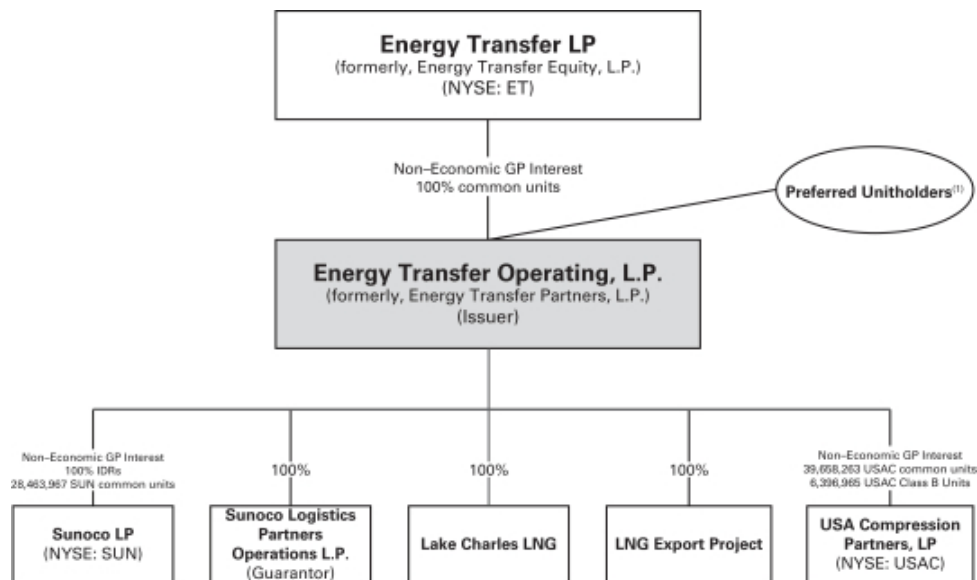 Energy Transfer LP
(formerly, Energy Transfer Equity, L.P.)
(NYSE: ET)
Non–Economic GP Interest
100% common units
Preferred Unitholders(1)
Energy Transfer Operating, L.P.
(formerly, Energy Transfer Partners, L.P.)
(Issuer)
Non–Economic GP Interest
100% IDRs
28,463,967 SUN common units
100%
100%
100%
Non–Economic GP Interest
39,658,263 USAC common units
6,396,965 USAC Class B Units
Sunoco LP
(NYSE: SUN)
Sunoco Logistics
Partners
Operations L.P.
(Guarantor)
Lake Charles LNG
LNG Export Project
USA Compression
Partners, LP
(NYSE: USAC)